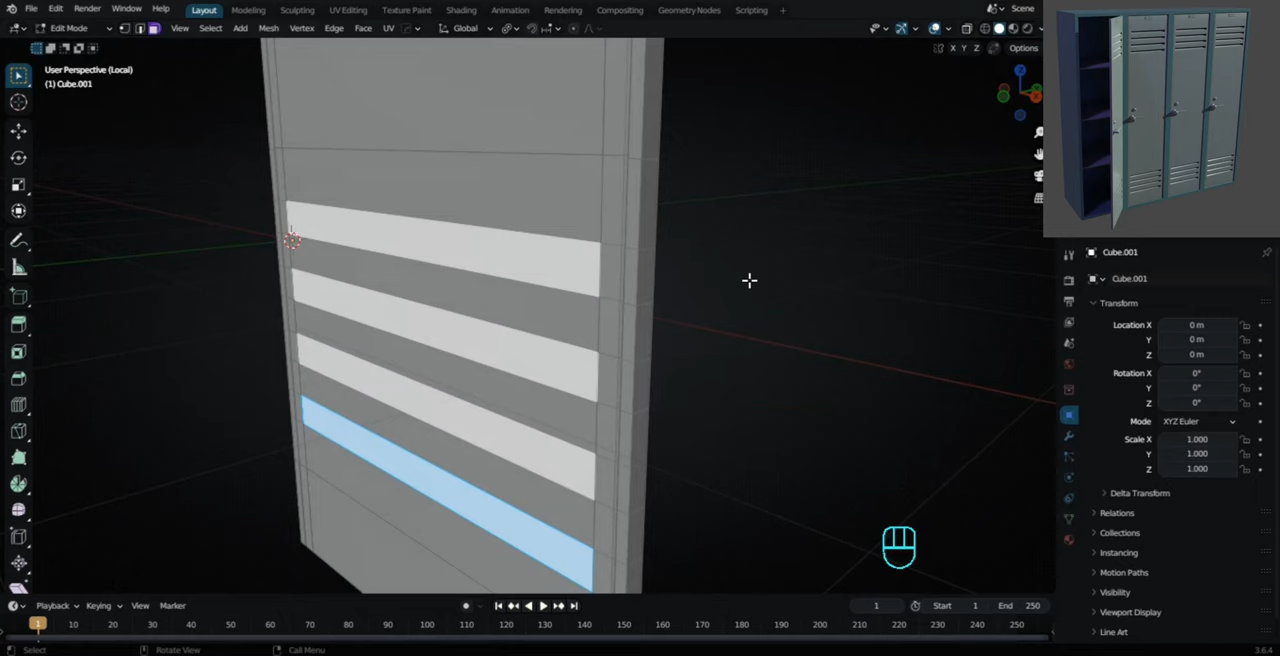 File Edit Render Window Help Layout Modeling Sculpting UV Editing Texture Paint Shading Animation Rendering Compositing Geometry Nodes Scripting + Scene
Edit Mode View Select Add Mesh Vertex Edge Face UV Global
X Y Z Options
User Perspective (Local)
(1) Cube.001
Z
Cube.001
Cube.001
Transform
Location X 0 m
Y 0 m
Z 0 m
Rotation X 0°
Y 0°
Z 0°
Mode XYZ Euler
Scale X 1.000
Y 1.000
Z 1.000
Delta Transform
Relations
Collections
Instancing
Motion Paths
Visibility
Viewport Display
Line Art
Playback Keying View Marker 1 Start 1 End 250
1 10 20 30 40 50 60 70 80 90 100 110 120 130 140 150 160 170 180 190 200 210 220 230 240 250
Select Rotate View Call Menu 3.6.4